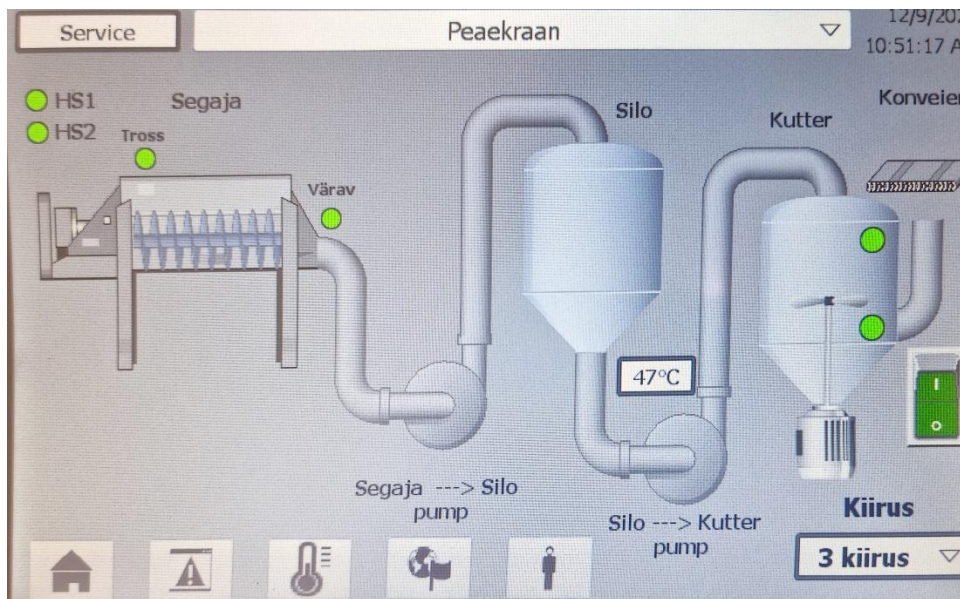 Service
Peaekraan
12/9/202
10:51:17 A
HS1
HS2
Segaja
Tross
Värav
Silo
Kutter
Konveier
47°C
I
O
Segaja ---> Silo
pump
Silo ---> Kutter
pump
Kiirus
3 kiirus